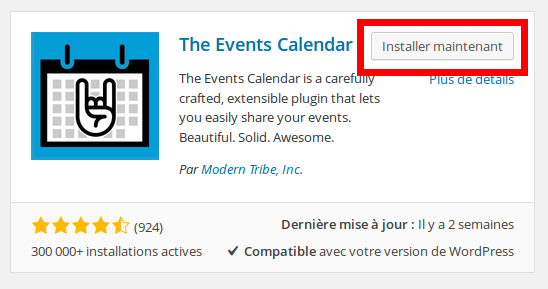 The Events Calendar
Installer maintenant
Plus de détails
The Events Calendar is a carefully
crafted, extensible plugin that lets
you easily share your events.
Beautiful. Solid. Awesome.
Par Modern Tribe, Inc.
(924)
300 000+ installations actives
Dernière mise à jour : Il y a 2 semaines
Compatible avec votre version de WordPress